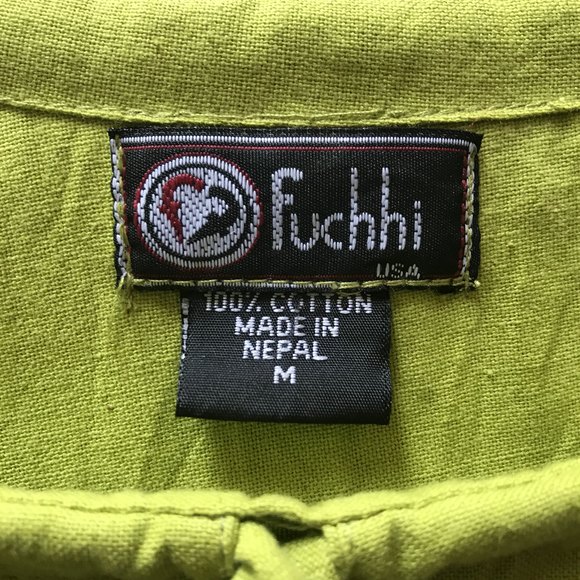 Fuchhi
USA
100% COTTON
MADE IN
NEPAL
M